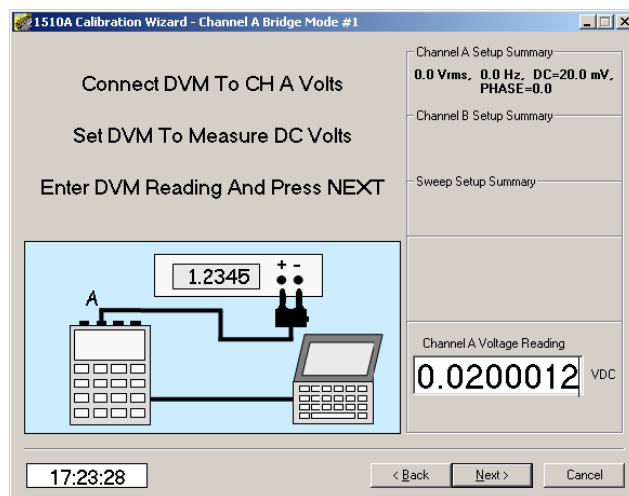 1510A Calibration Wizard - Channel A Bridge Mode #1
Connect DVM To CH A Volts
Set DVM To Measure DC Volts
Enter DVM Reading And Press NEXT
1.2345
+ -
A
Channel A Setup Summary
0.0 Vrms, 0.0 Hz, DC=20.0 mV,
PHASE=0.0
Channel B Setup Summary
Sweep Setup Summary
Channel A Voltage Reading
0.0200012 VDC
17:23:28
< Back
Next >
Cancel